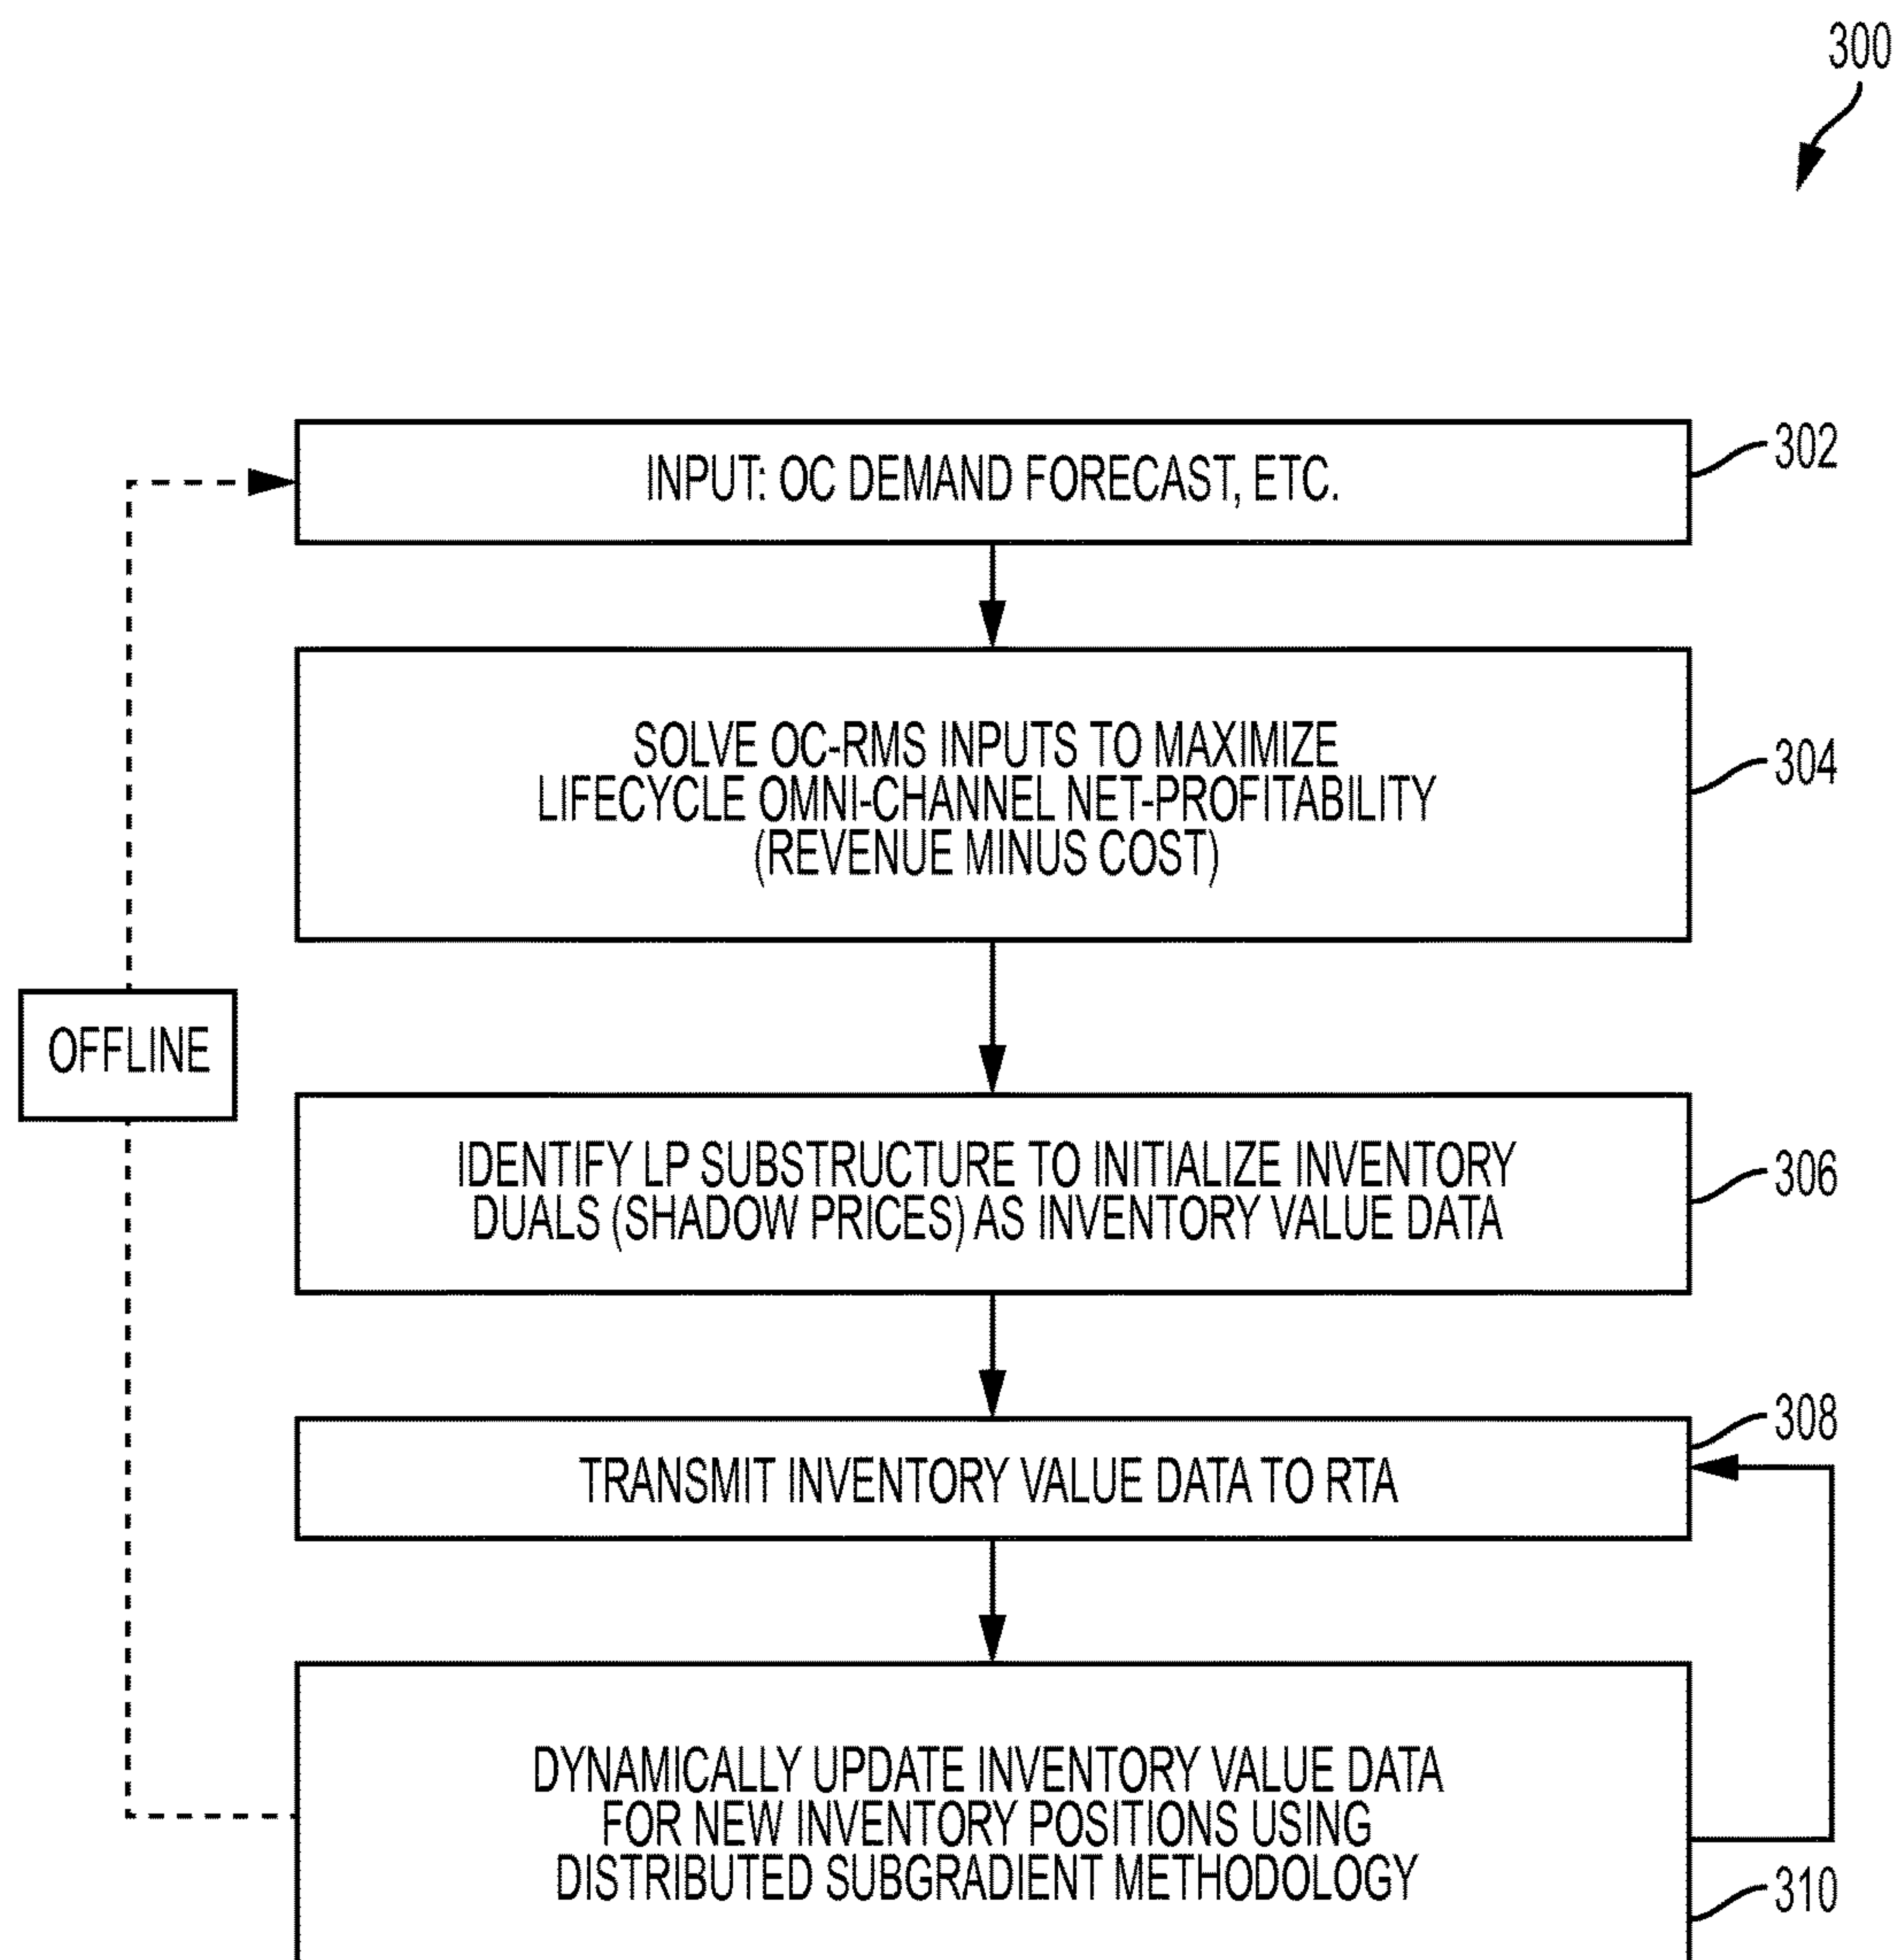 300
INPUT: OC DEMAND FORECAST, ETC.
302
SOLVE OC-RMS INPUTS TO MAXIMIZE
LIFECYCLE OMNI-CHANNEL NET-PROFITABILITY
(REVENUE MINUS COST)
304
OFFLINE
IDENTIFY LP SUBSTRUCTURE TO INITIALIZE INVENTORY
DUALS (SHADOW PRICES) AS INVENTORY VALUE DATA
306
TRANSMIT INVENTORY VALUE DATA TO RTA
308
DYNAMICALLY UPDATE INVENTORY VALUE DATA
FOR NEW INVENTORY POSITIONS USING
DISTRIBUTED SUBGRADIENT METHODOLOGY
310